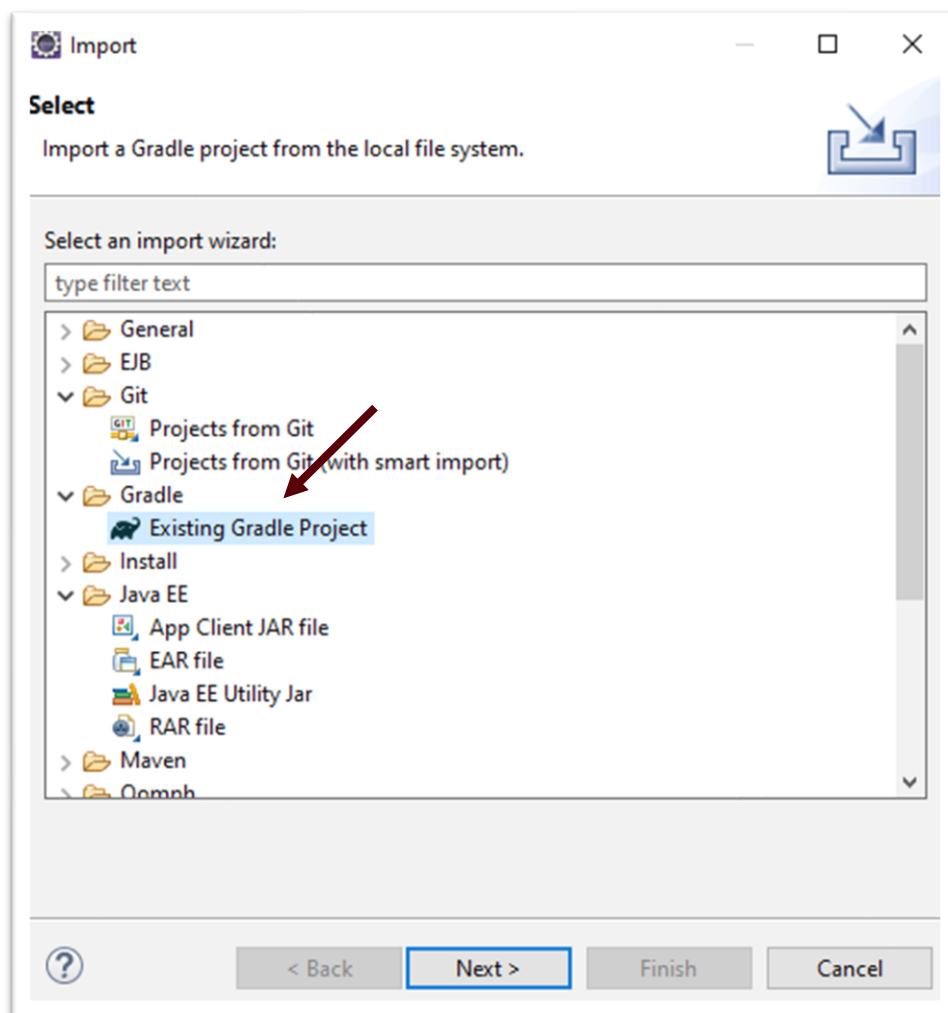 Import
Select
Import a Gradle project from the local file system.
Select an import wizard:
type filter text
General
EJB
Git
GIT Projects from Git
Projects from Git (with smart import)
Gradle
Existing Gradle Project
Install
Java EE
App Client JAR file
EAR file
Java EE Utility Jar
RAR file
Maven
Oomph
?
< Back Next > Finish Cancel